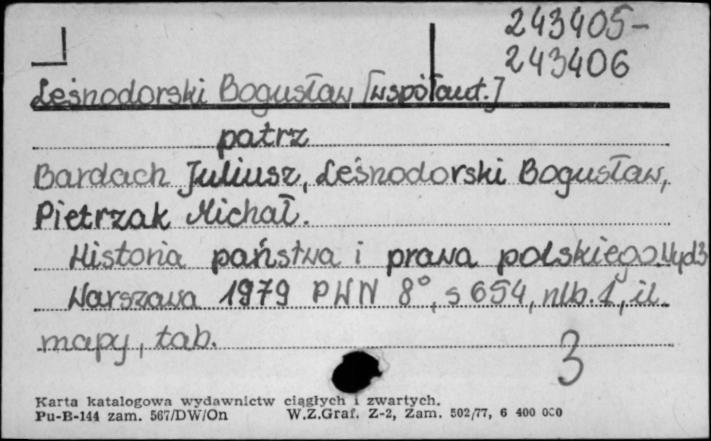 243405-
243406
Leśnodorski Bogusław [współaut.]
patrz
Bardach Juliusz, Leśnodorski Bogusław,
Pietrzak Michał.
Historia państwa i prawa polskiego. Wyd3
Warszawa 1979 PWN 8°, s 654, nlb. 1, il.
mapy, tab.
3
Karta katalogowa wydawnictw ciągłych i zwartych.
Pu-B-144 zam. 567/DW/On W.Z.Graf. Z-2, Zam. 502/77, 6 400 000